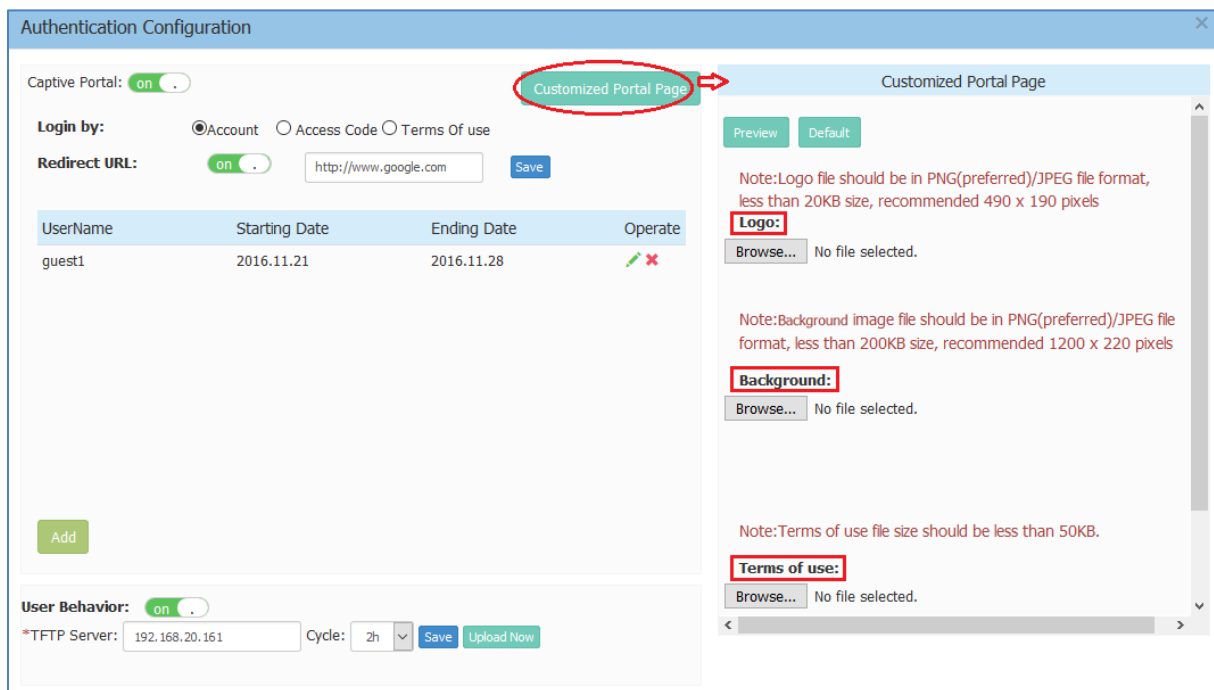 Authentication Configuration
Captive Portal: on .
Customized Portal Page
Login by: Account Access Code Terms Of use
Redirect URL: on . http://www.google.com Save
UserName Starting Date Ending Date Operate
guest1 2016.11.21 2016.11.28
Add
User Behavior: on .
*TFTP Server: 192.168.20.161 Cycle: 2h Save Upload Now
Customized Portal Page
Preview Default
Note:Logo file should be in PNG(preferred)/JPEG file format,
less than 20KB size, recommended 490 x 190 pixels
Logo:
Browse... No file selected.
Note:Background image file should be in PNG(preferred)/JPEG file
format, less than 200KB size, recommended 1200 x 220 pixels
Background:
Browse... No file selected.
Note:Terms of use file size should be less than 50KB.
Terms of use:
Browse... No file selected.